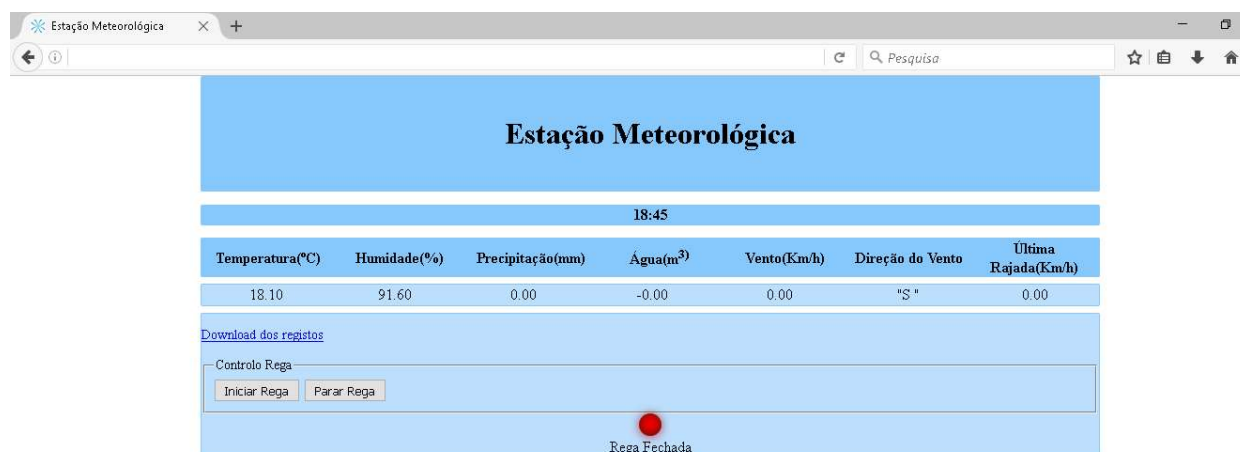 Estação Meteorológica
Pesquisa
Estação Meteorológica
18:45
Temperatura(ºC) Humidade(%) Precipitação(mm) Água(m³) Vento(Km/h) Direção do Vento Última Rajada(Km/h)
18.10 91.60 0.00 -0.00 0.00 "S " 0.00
Download dos registos
Controlo Rega
Iniciar Rega Parar Rega
Rega Fechada